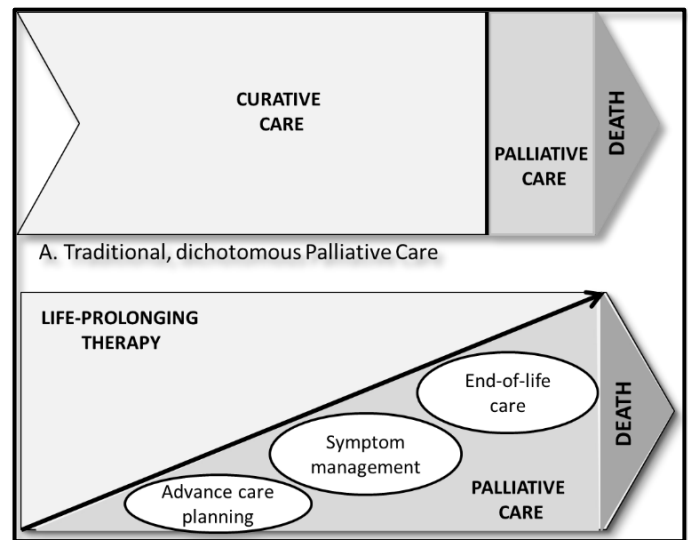 CURATIVE
CARE
PALLIATIVE
CARE
DEATH
A. Traditional, dichotomous Palliative Care
LIFE-PROLONGING
THERAPY
End-of-life
care
Symptom
management
Advance care
planning
PALLIATIVE
CARE
DEATH